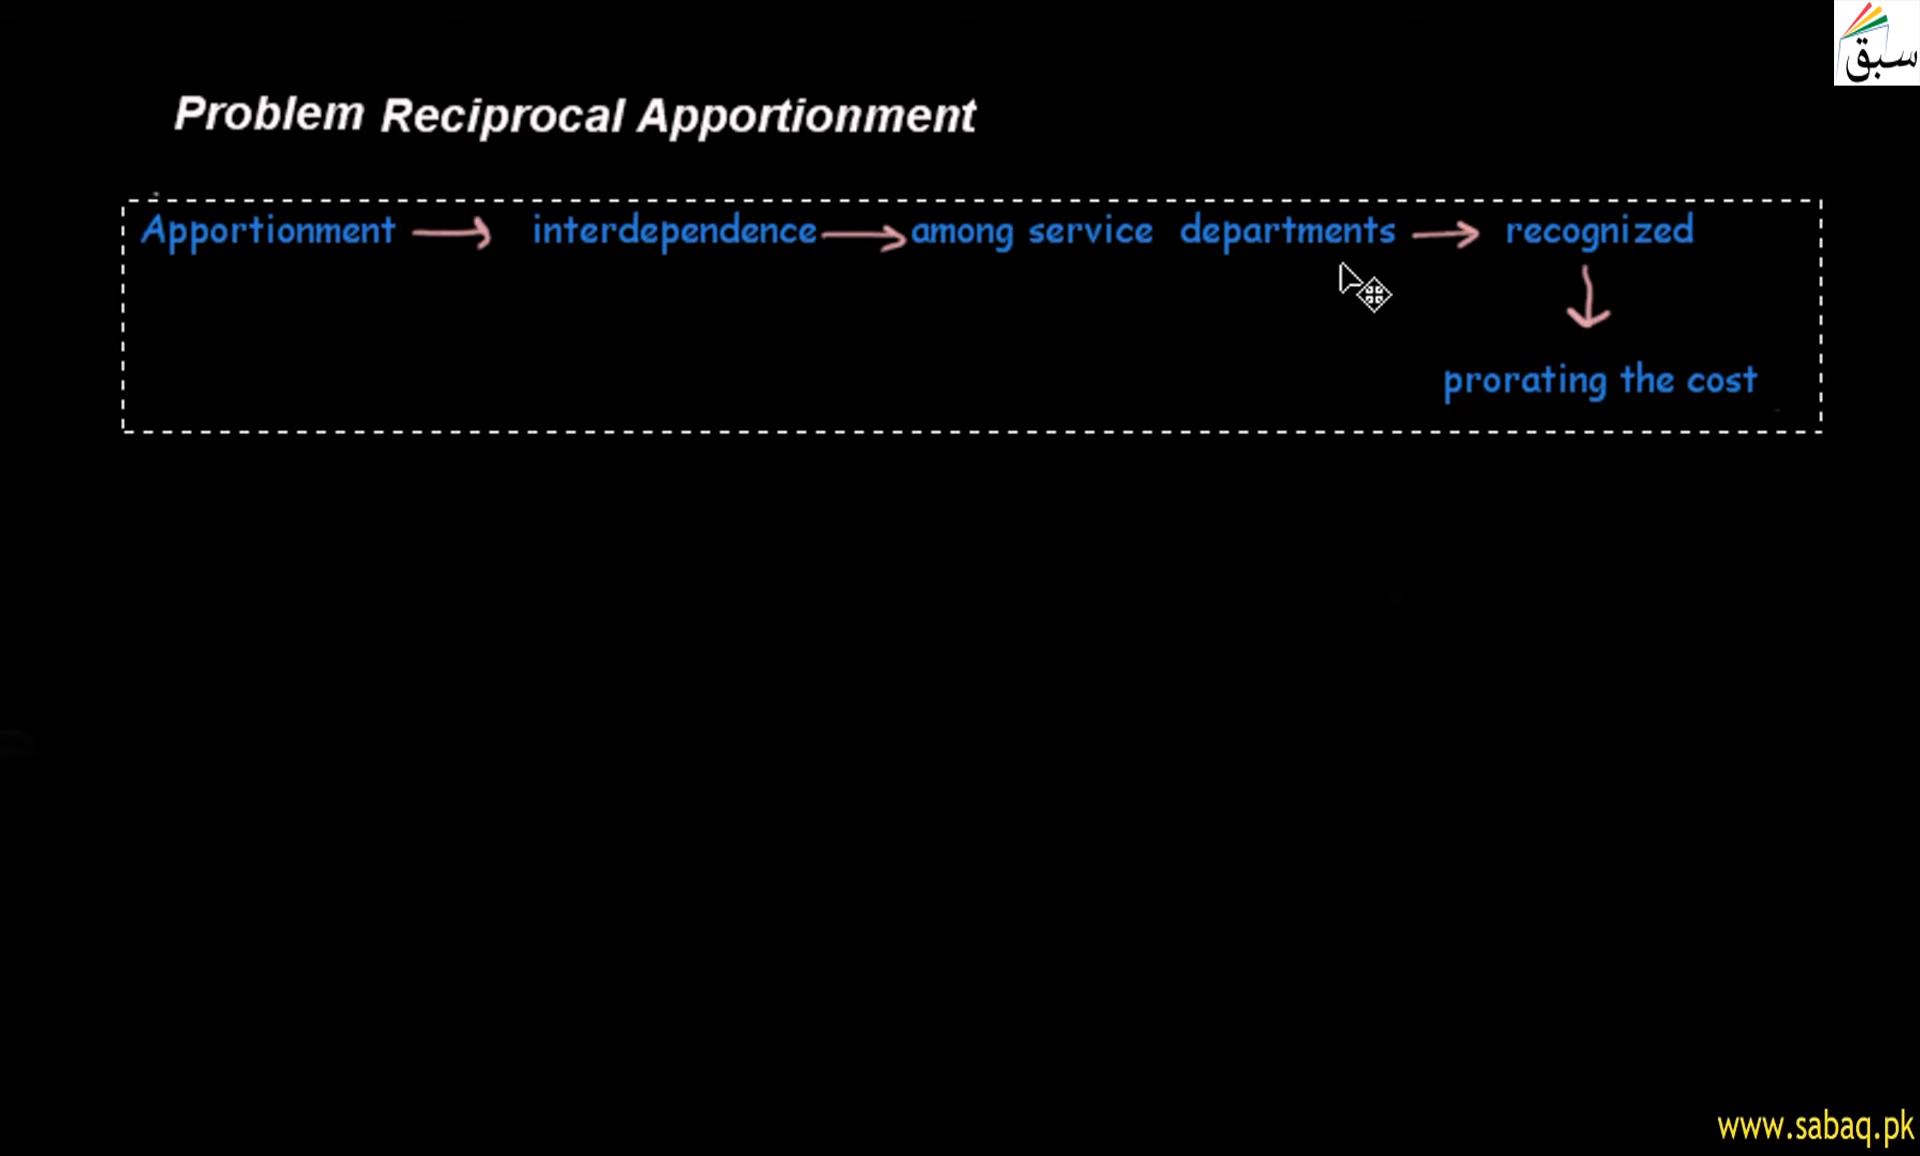 سبق
Problem Reciprocal Apportionment
Apportionment → interdependence → among service departments → recognized
↓
prorating the cost
www.sabaq.pk